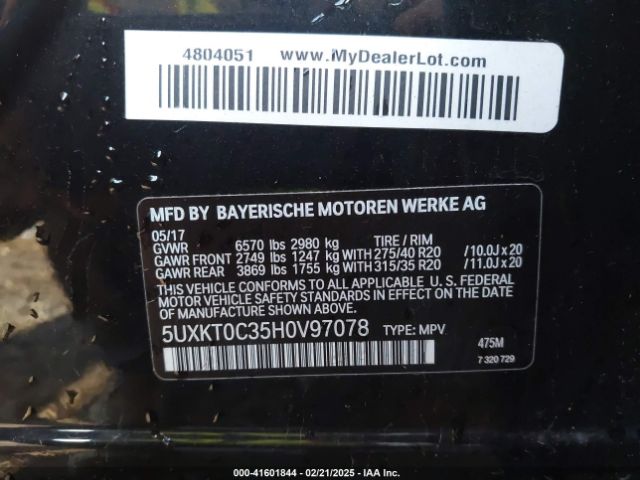 4804051 www.MyDealerLot.com
MFD BY BAYERISCHE MOTOREN WERKE AG
05/17
GVWR 6570 lbs 2980 kg TIRE / RIM
GAWR FRONT 2749 lbs 1247 kg WITH 275/40 R20 /10.0J x 20
GAWR REAR 3869 lbs 1755 kg WITH 315/35 R20 /11.0J x 20
THIS VEHICLE CONFORMS TO ALL APPLICABLE U. S. FEDERAL
MOTOR VEHICLE SAFETY, BUMPER, AND THEFT PREVENTION
STANDARDS IN EFFECT ON THE DATE OF MANUFACTURE SHOWN ABOVE.
5UXKT0C35H0V97078 TYPE: MPV
475M
7 320 729
000-41601844 - 02/21/2025 - IAA Inc.